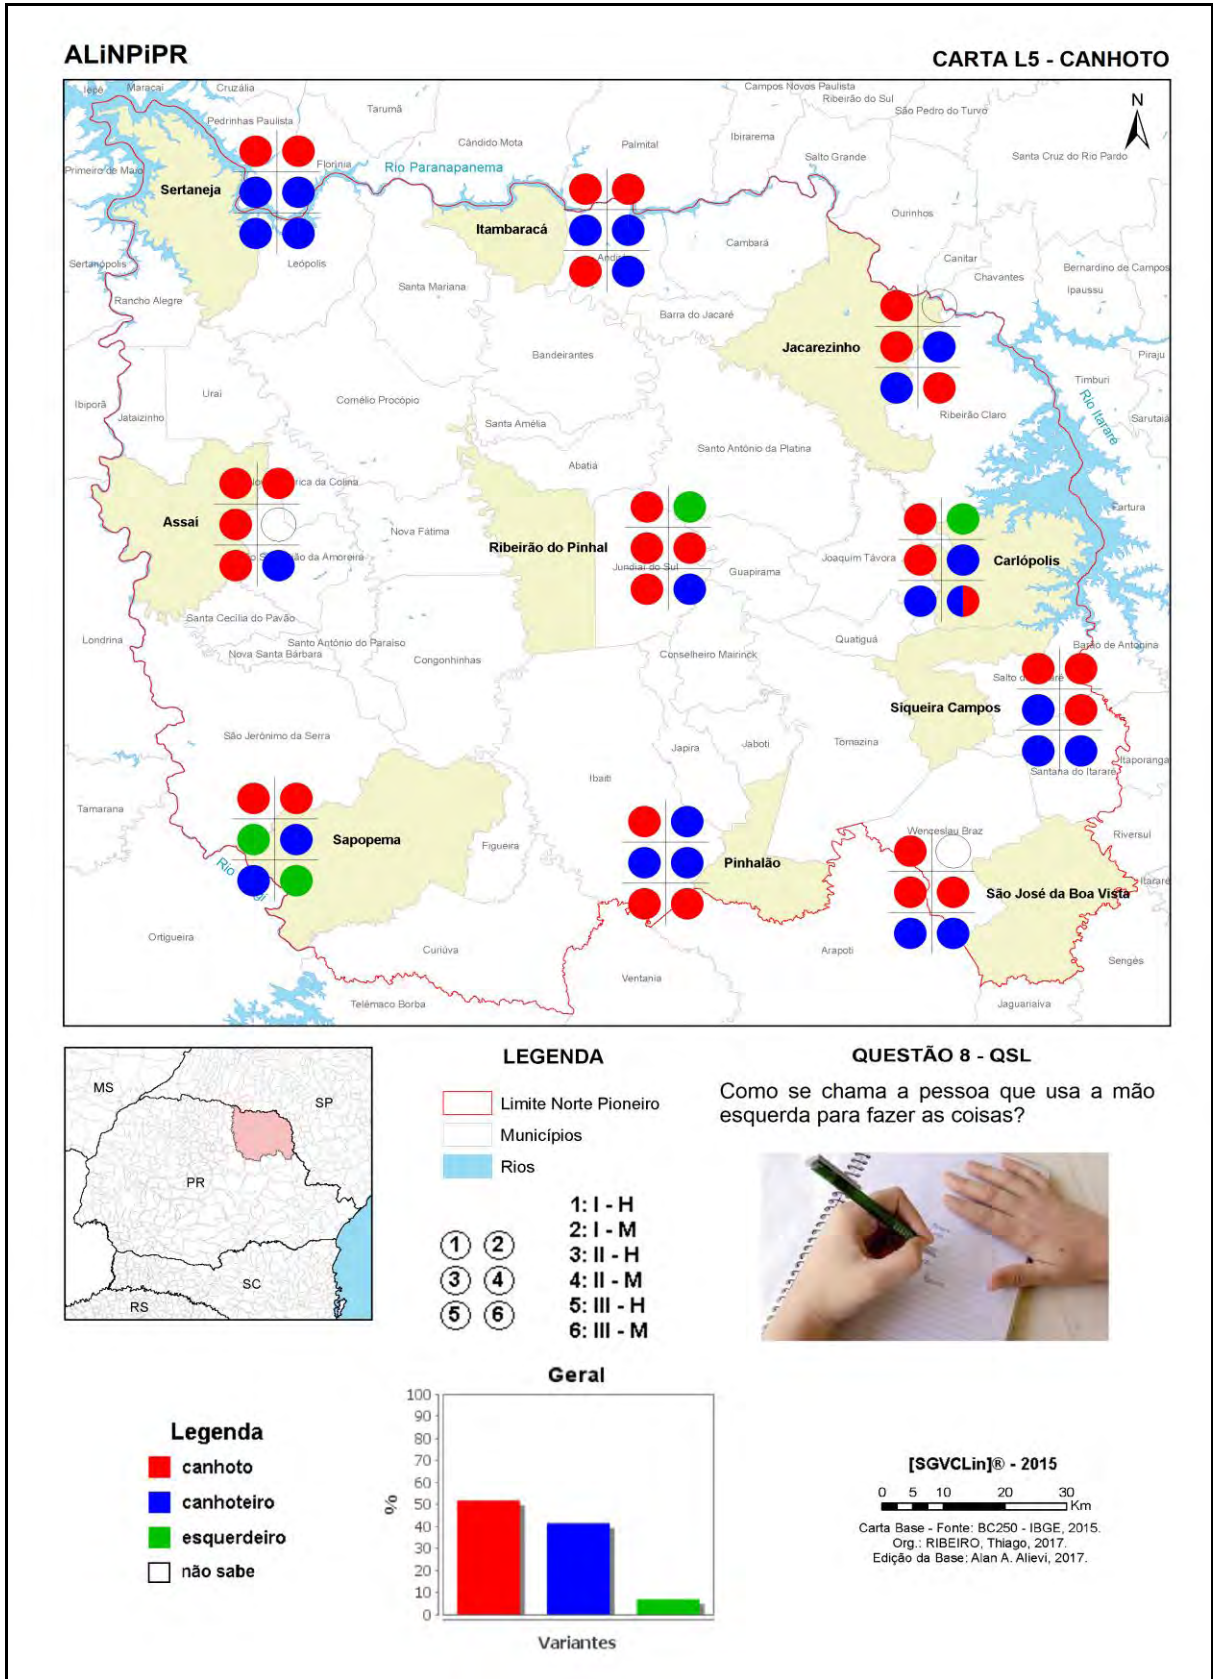 ALiNPiPR
CARTA L5 - CANHOTO
Iepê
Maracaí
Cruzália
Tarumã
Campos Novos Paulista
Ribeirão do Sul
São Pedro do Turvo
N
Pedrinhas Paulista
Cândido Mota
Palmital
Ibirarema
Salto Grande
Santa Cruz do Rio Pardo
Primeiro de Maio
Florínia
Rio Paranapanema
Sertaneja
Itambaracá
Ourinhos
Cambará
Canitar
Chavantes
Bernardino de Campos
Ipaussu
Sertanópolis
Leópolis
Santa Mariana
Rancho Alegre
Barra do Jacaré
Jacarezinho
Bandeirantes
Piraju
Timburi
Ibiporã
Jataizinho
Uraí
Cornélio Procópio
Rio Itararé
Sarutaiá
Ribeirão Claro
Santa Amélia
Santo Antônio da Platina
Abatiá
Assaí
Nova Fátima
Ribeirão do Pinhal
Jundiaí do Sul
Guapirama
Joaquim Távora
Carlópolis
Fartura
Santa Cecília do Pavão
Santo Antônio do Paraíso
Nova Santa Bárbara
Londrina
Congonhinhas
Conselheiro Mairinck
Quatiguá
Barão de Antonina
Siqueira Campos
São Jerônimo da Serra
Japira
Jaboti
Tomazina
Santana do Itararé
Itaporanga
Ibaiti
Tamarana
Sapopema
Figueira
Pinhalão
Wenceslau Braz
Riversul
São José da Boa Vista
Itararé
Rio
Ortigueira
Curiúva
Ventania
Arapoti
Sengés
Telêmaco Borba
Jaguariaíva
MS
SP
PR
SC
RS
LEGENDA
Limite Norte Pioneiro
Municípios
Rios
1 2
3 4
5 6
1: I - H
2: I - M
3: II - H
4: II - M
5: III - H
6: III - M
QUESTÃO 8 - QSL
Como se chama a pessoa que usa a mão
esquerda para fazer as coisas?
Legenda
canhoto
canhoteiro
esquerdeiro
não sabe
Geral
100
90
80
70
60
50
40
30
20
10
0
%
Variantes
[SGVCLin]® - 2015
0 5 10 20 30
Km
Carta Base - Fonte: BC250 - IBGE, 2015.
Org.: RIBEIRO, Thiago, 2017.
Edição da Base: Alan A. Alievi, 2017.